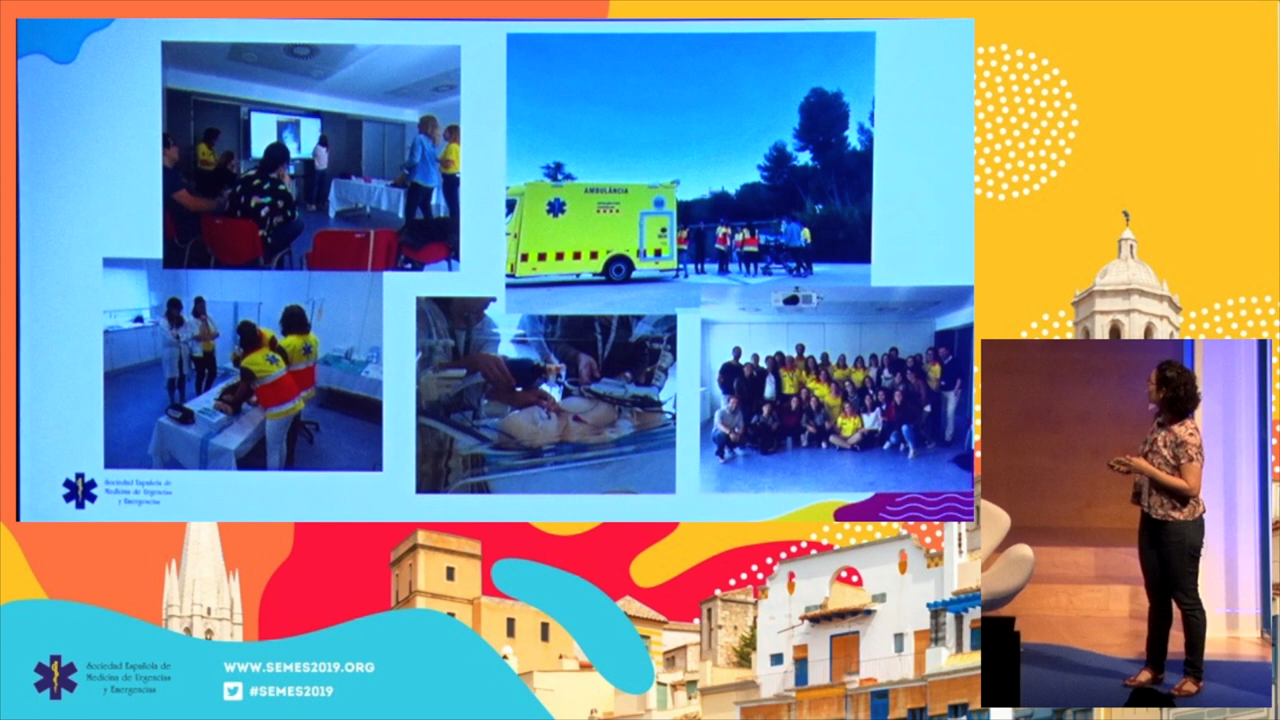 AMBULÀNCIA
Sociedad Española de
Medicina de Urgencias
y Emergencias
Sociedad Española de
Medicina de Urgencias
y Emergencias
WWW.SEMES2019.ORG
#SEMES2019